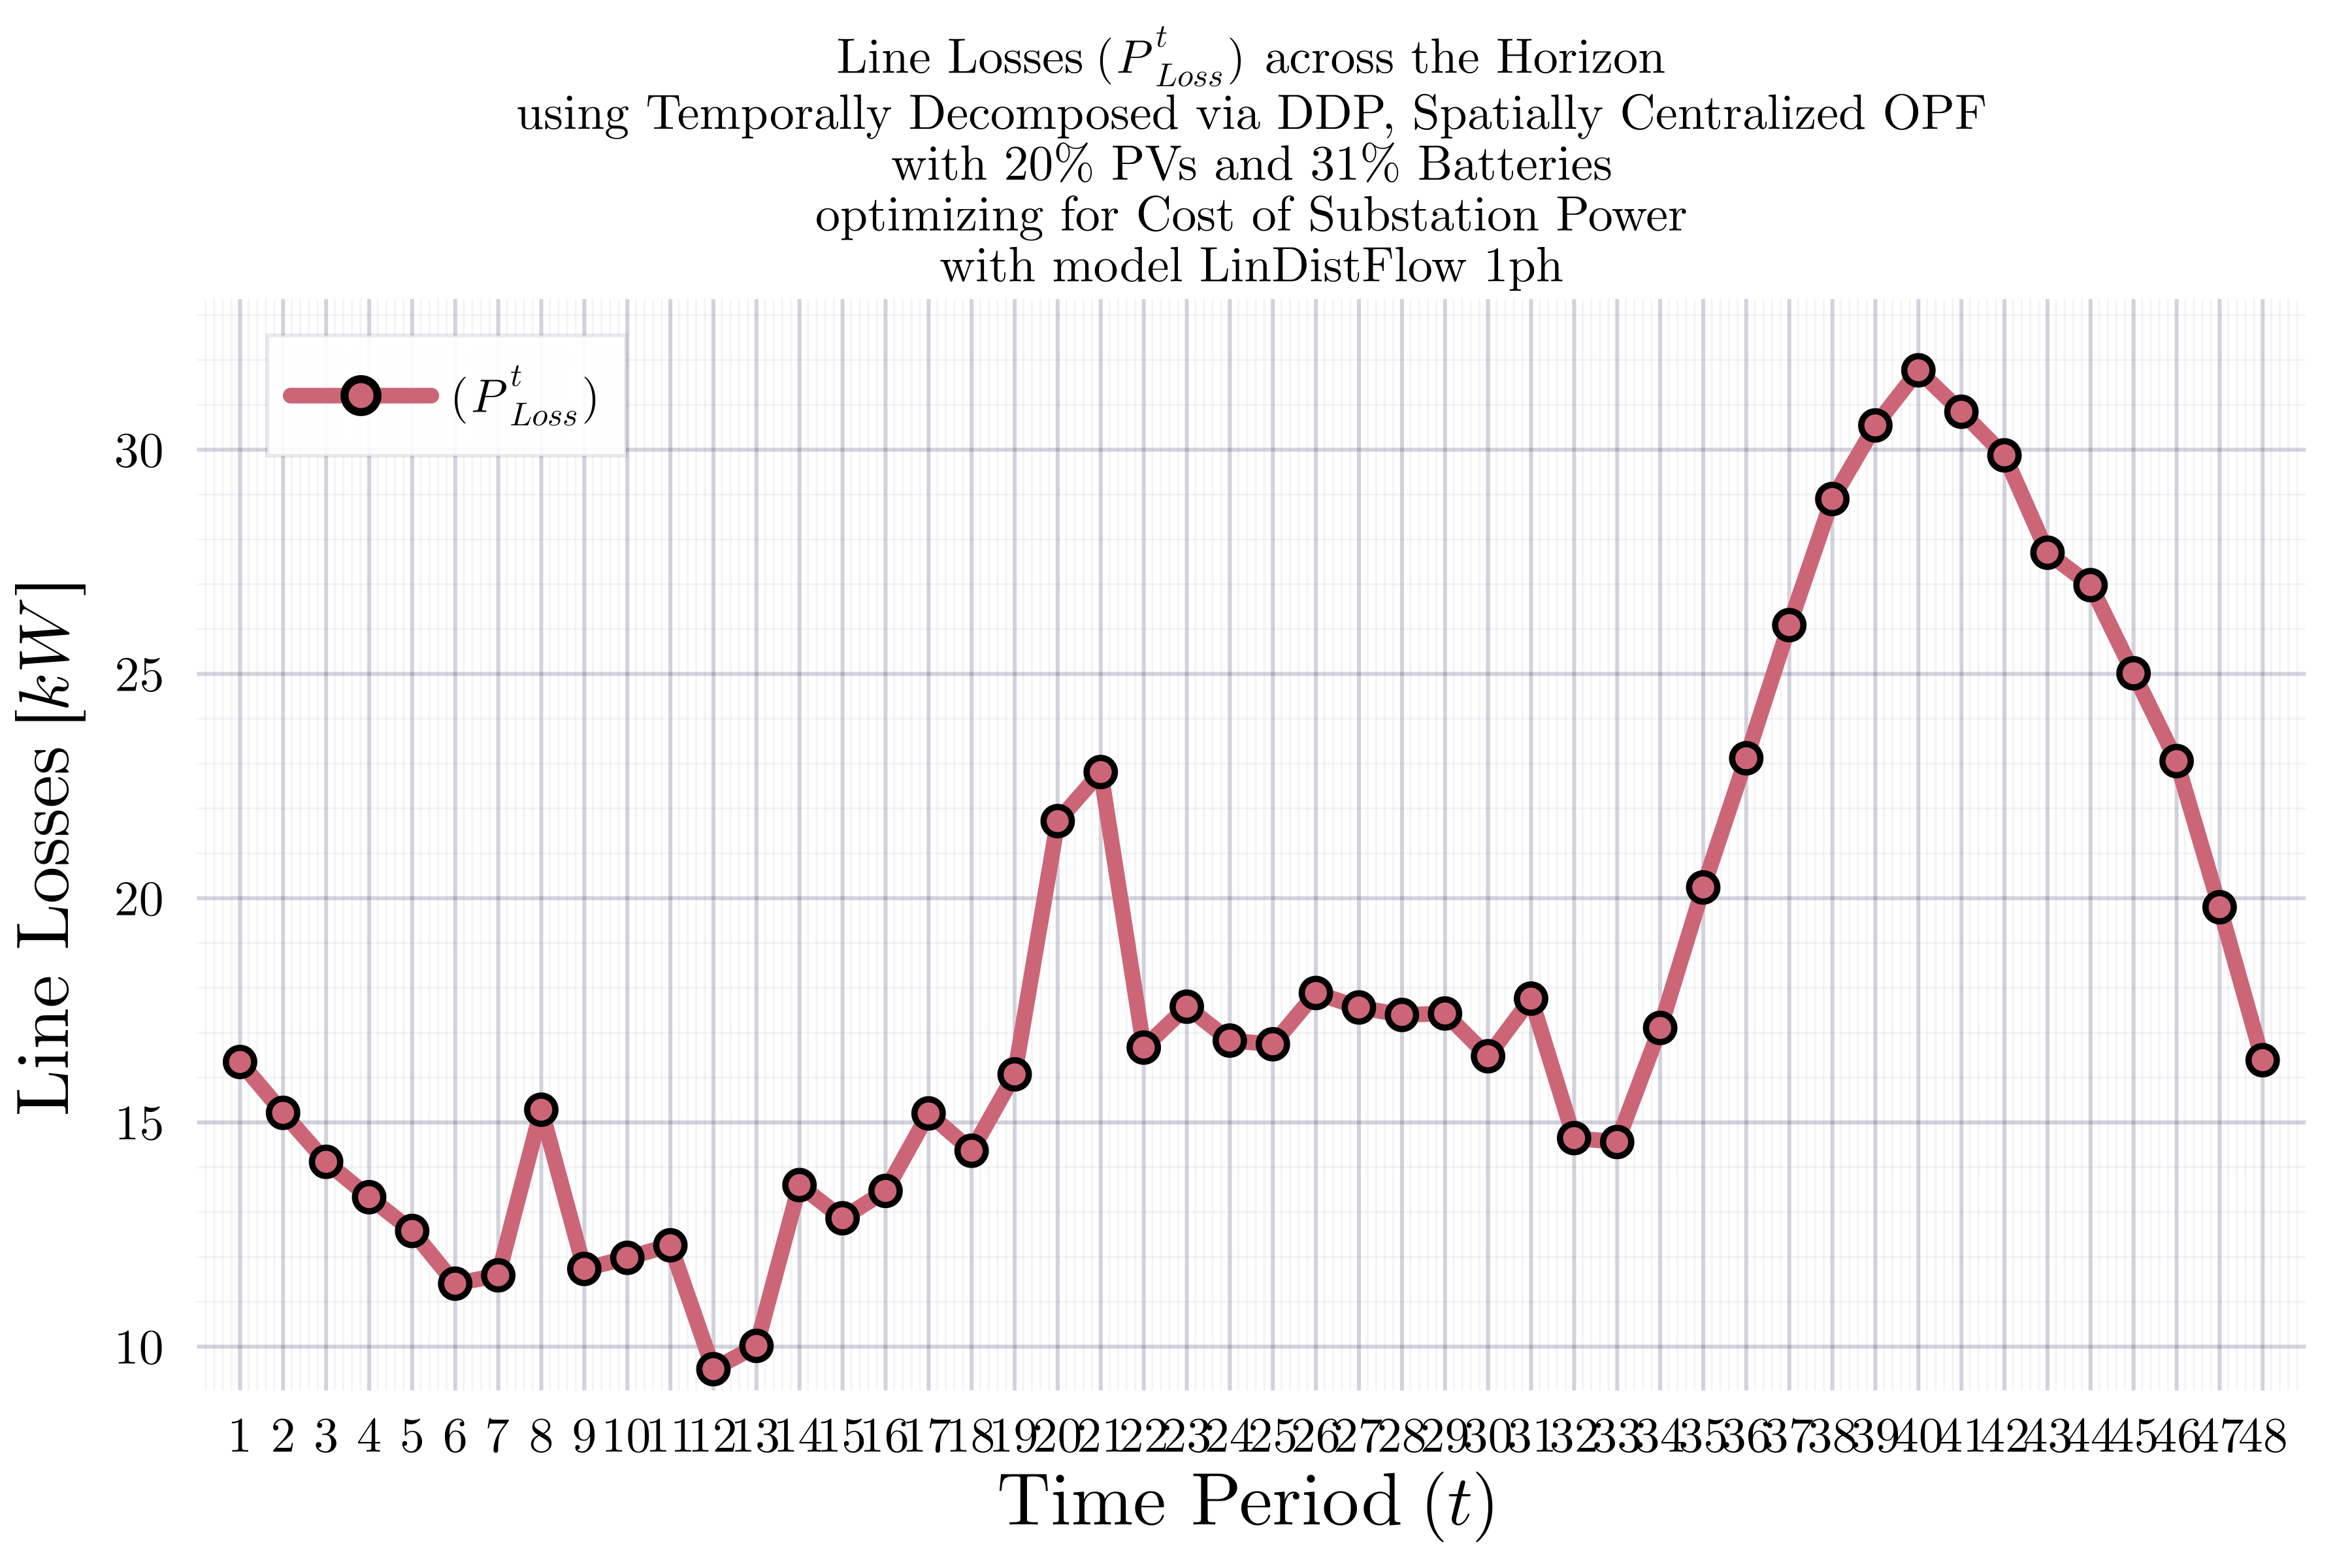 Line Losses (P^t_Loss) across the Horizon
using Temporally Decomposed via DDP, Spatially Centralized OPF
with 20% PVs and 31% Batteries
optimizing for Cost of Substation Power
with model LinDistFlow 1ph
(P^t_Loss)
Line Losses [kW]
30
25
20
15
10
1 2 3 4 5 6 7 8 9 10 11 12 13 14 15 16 17 18 19 20 21 22 23 24 25 26 27 28 29 30 31 32 33 34 35 36 37 38 39 40 41 42 43 44 45 46 47 48
Time Period (t)